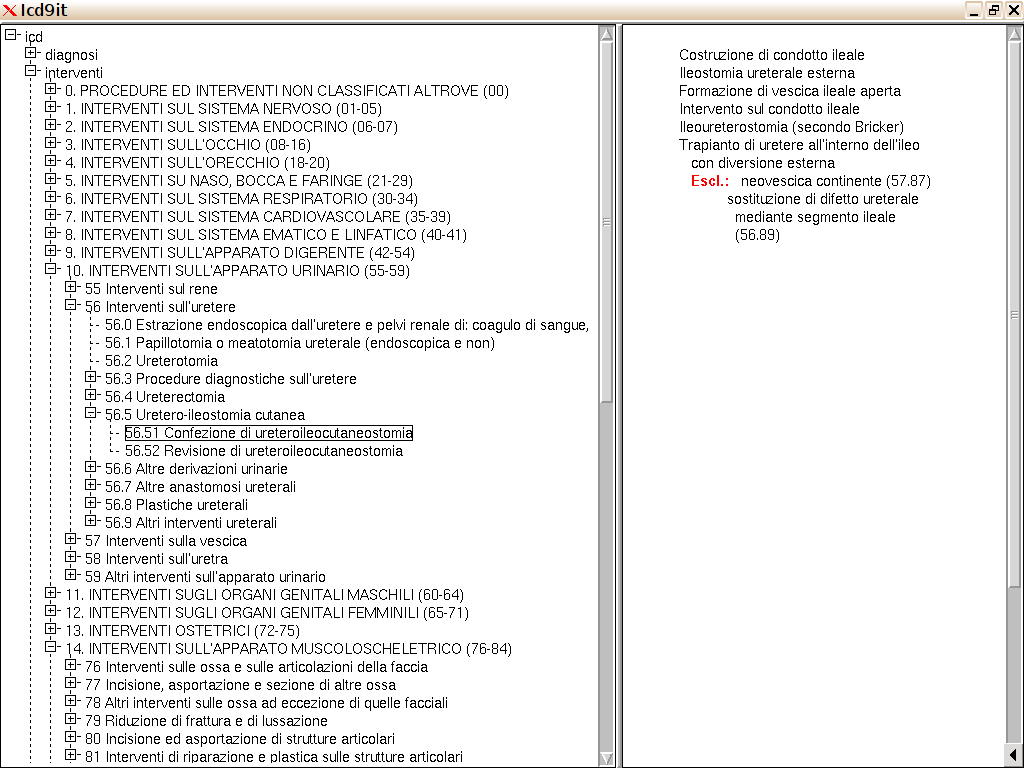 Icd9it
icd
diagnosi
interventi
0. PROCEDURE ED INTERVENTI NON CLASSIFICATI ALTROVE (00)
1. INTERVENTI SUL SISTEMA NERVOSO (01-05)
2. INTERVENTI SUL SISTEMA ENDOCRINO (06-07)
3. INTERVENTI SULL'OCCHIO (08-16)
4. INTERVENTI SULL'ORECCHIO (18-20)
5. INTERVENTI SU NASO, BOCCA E FARINGE (21-29)
6. INTERVENTI SUL SISTEMA RESPIRATORIO (30-34)
7. INTERVENTI SUL SISTEMA CARDIOVASCOLARE (35-39)
8. INTERVENTI SUL SISTEMA EMATICO E LINFATICO (40-41)
9. INTERVENTI SULL'APPARATO DIGERENTE (42-54)
10. INTERVENTI SULL'APPARATO URINARIO (55-59)
55 Interventi sul rene
56 Interventi sull'uretere
56.0 Estrazione endoscopica dall'uretere e pelvi renale di: coagulo di sangue,
56.1 Papillotomia o meatotomia ureterale (endoscopica e non)
56.2 Ureterotomia
56.3 Procedure diagnostiche sull'uretere
56.4 Ureterectomia
56.5 Uretero-ileostomia cutanea
56.51 Confezione di ureteroileocutaneostomia
56.52 Revisione di ureteroileocutaneostomia
56.6 Altre derivazioni urinarie
56.7 Altre anastomosi ureterali
56.8 Plastiche ureterali
56.9 Altri interventi ureterali
57 Interventi sulla vescica
58 Interventi sull'uretra
59 Altri interventi sull'apparato urinario
11. INTERVENTI SUGLI ORGANI GENITALI MASCHILI (60-64)
12. INTERVENTI SUGLI ORGANI GENITALI FEMMINILI (65-71)
13. INTERVENTI OSTETRICI (72-75)
14. INTERVENTI SULL'APPARATO MUSCOLOSCHELETRICO (76-84)
76 Interventi sulle ossa e sulle articolazioni della faccia
77 Incisione, asportazione e sezione di altre ossa
78 Altri interventi sulle ossa ad eccezione di quelle facciali
79 Riduzione di frattura e di lussazione
80 Incisione ed asportazione di strutture articolari
81 Interventi di riparazione e plastica sulle strutture articolari
Costruzione di condotto ileale
Ileostomia ureterale esterna
Formazione di vescica ileale aperta
Intervento sul condotto ileale
Ileoureterostomia (secondo Bricker)
Trapianto di uretere all'interno dell'ileo
con diversione esterna
Escl.: neovescica continente (57.87)
sostituzione di difetto ureterale
mediante segmento ileale
(56.89)